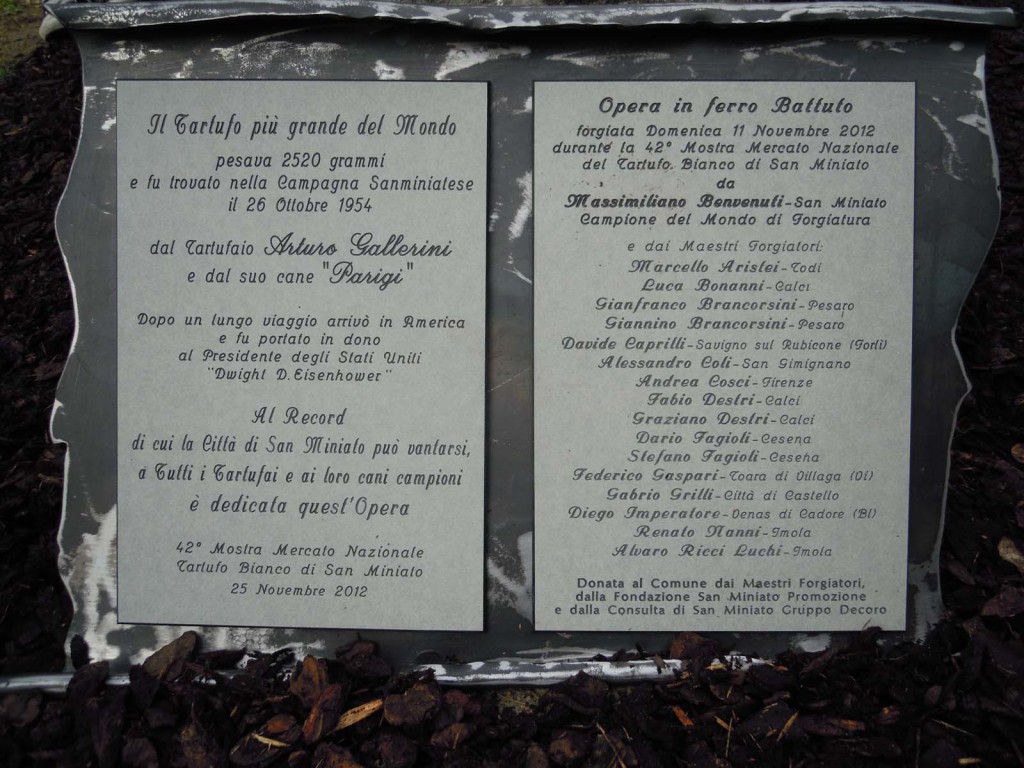 Il Tartufo più grande del Mondo
pesava 2520 grammi
e fu trovato nella Campagna Sanminiatese
il 26 Ottobre 1954
dal Tartufaio Arturo Gallerini
e dal suo cane "Parigi"
Dopo un lungo viaggio arrivò in America
e fu portato in dono
al Presidente degli Stati Uniti
"Dwight D. Eisenhower"
Al Record
di cui la Città di San Miniato può vantarsi,
a Tutti i Tartufai e ai loro cani campioni
è dedicata quest'Opera
42° Mostra Mercato Nazionale
Tartufo Bianco di San Miniato
25 Novembre 2012
Opera in ferro Battuto
forgiata Domenica 11 Novembre 2012
durante la 42° Mostra Mercato Nazionale
del Tartufo Bianco di San Miniato
da
Massimiliano Benvenuti-San Miniato
Campione del Mondo di Forgiatura
e dai Maestri Forgiatori:
Marcello Aristei-Todi
Luca Bonanni-Calci
Gianfranco Brancorsini-Pesaro
Giannino Brancorsini-Pesaro
Davide Caprilli-Savigno sul Rubicone (Forlì)
Alessandro Coli-San Gimignano
Andrea Cosci-Firenze
Fabio Destri-Calci
Graziano Destri-Calci
Dario Fagioli-Cesena
Stefano Fagioli-Cesena
Federico Gaspari-Toara di Villaga (Vi)
Gabrio Grilli-Città di Castello
Diego Imperatore-Venas di Cadore (Bl)
Renato Nanni-Imola
Alvaro Ricci Luchi-Imola
Donata al Comune dai Maestri Forgiatori,
dalla Fondazione San Miniato Promozione
e dalla Consulta di San Miniato Gruppo Decoro